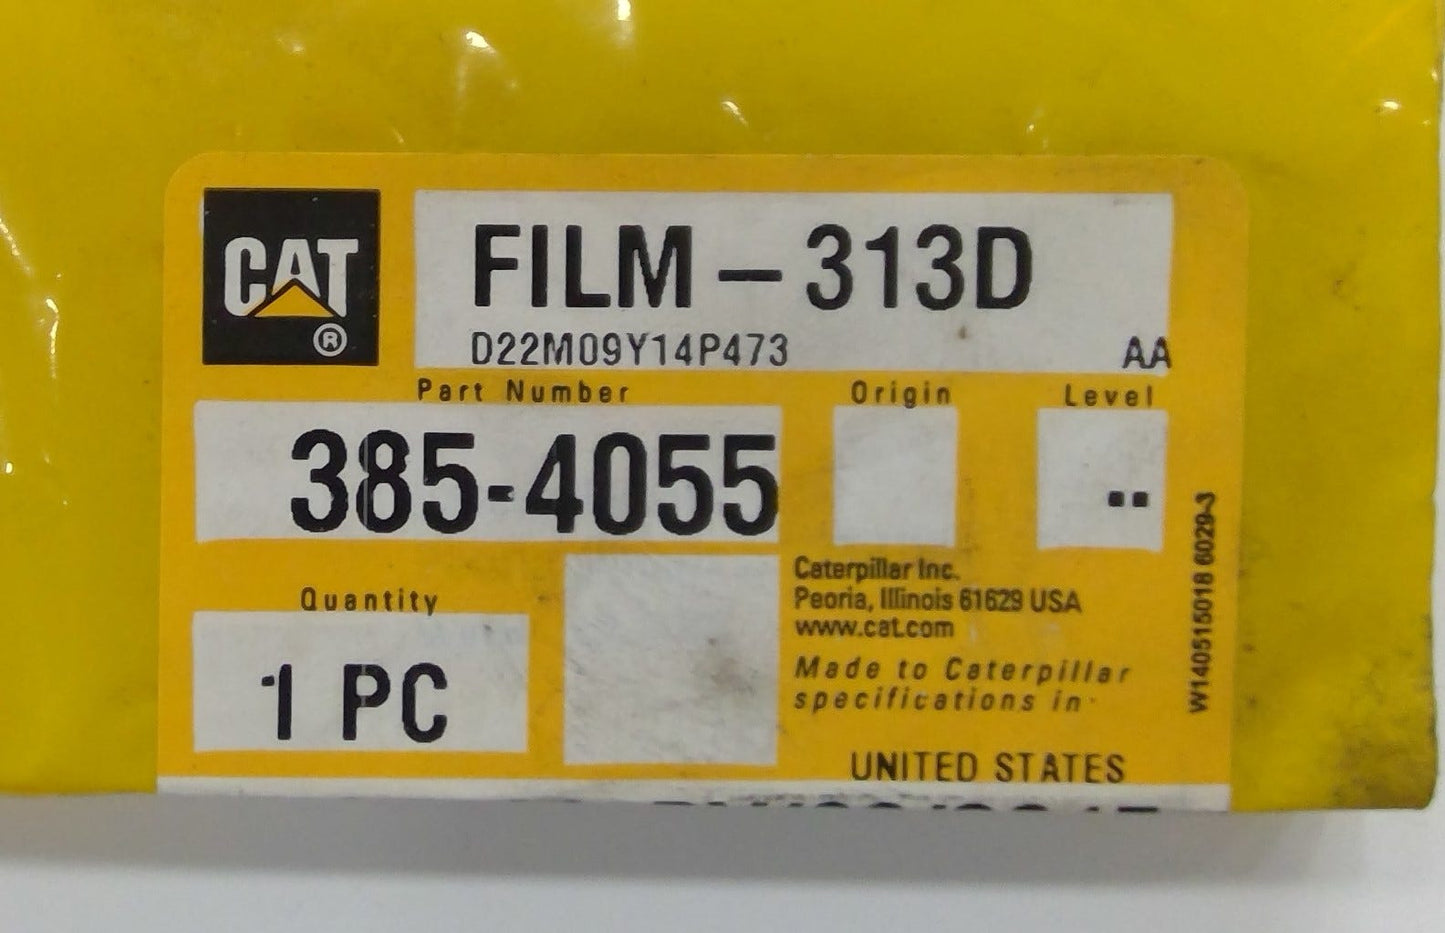 CAT
®
FILM - 313D
D22M09Y14P473 AA
Part Number Origin Level
385-4055 --
Quantity
1 PC
Caterpillar Inc.
Peoria, Illinois 61629 USA
www.cat.com
Made to Caterpillar
specifications in
UNITED STATES
W140515018 6029-3